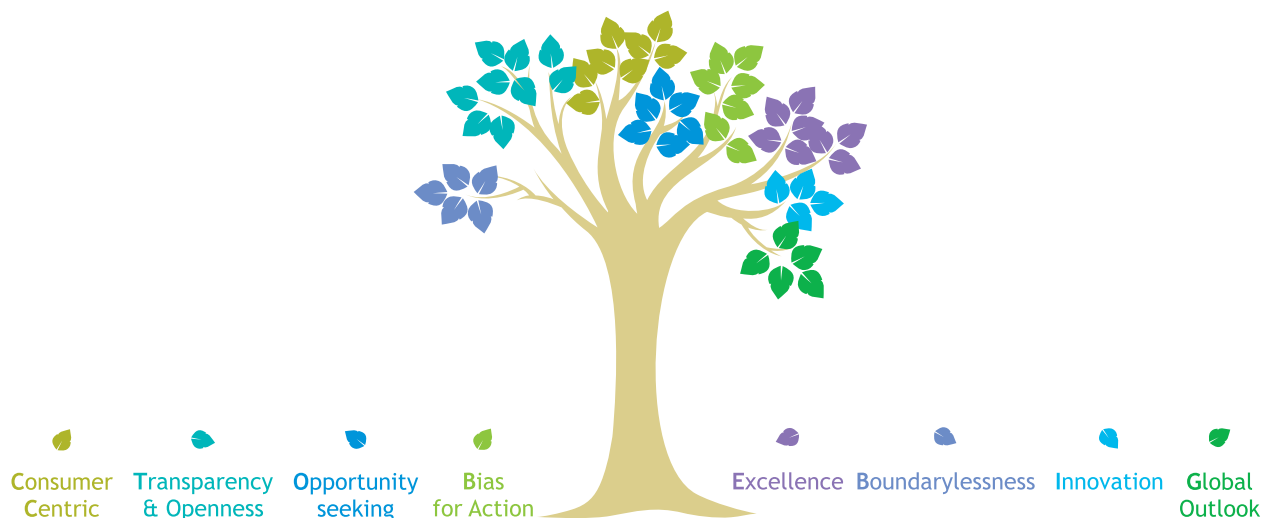 Consumer
Centric
Transparency
& Openness
Opportunity
seeking
Bias
for Action
Excellence
Boundarylessness
Innovation
Global
Outlook